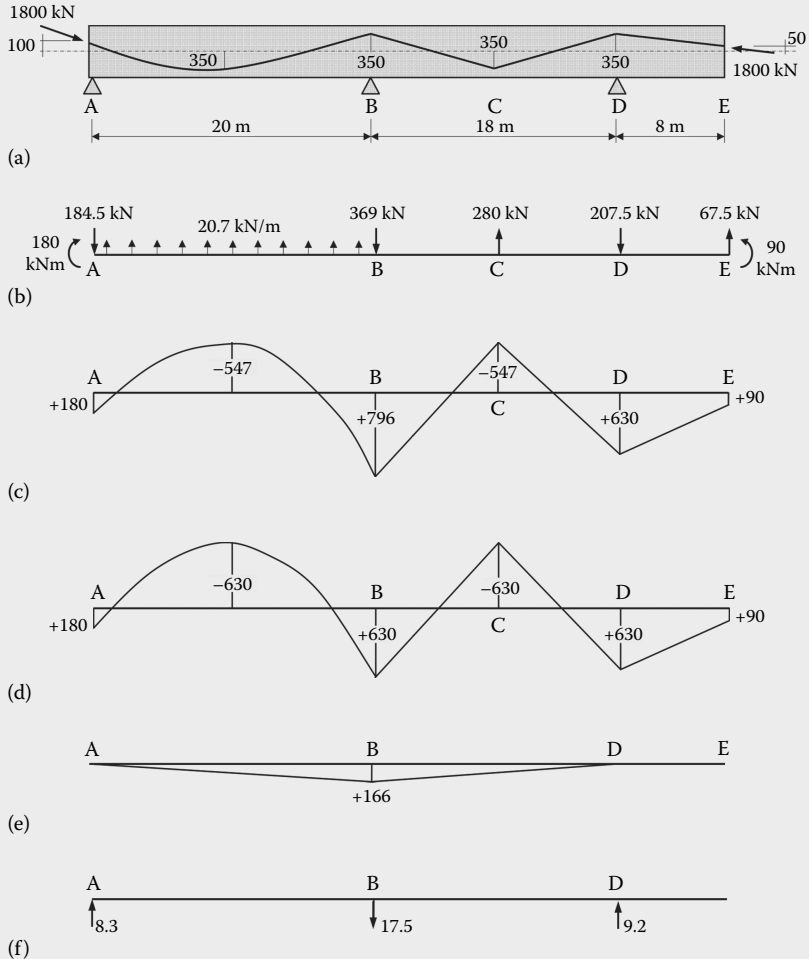 1800 kN
100
350
350
350
350
50
1800 kN
A B C D E
20 m 18 m 8 m
(a)
184.5 kN 20.7 kN/m 369 kN 280 kN 207.5 kN 67.5 kN
180 kNm
90 kNm
A B C D E
(b)
A B D E
−547 −547
C
+180 +796 +630 +90
(c)
A B D E
−630 −630
C
+180 +630 +630 +90
(d)
A B D E
+166
(e)
A B D
8.3 17.5 9.2
(f)